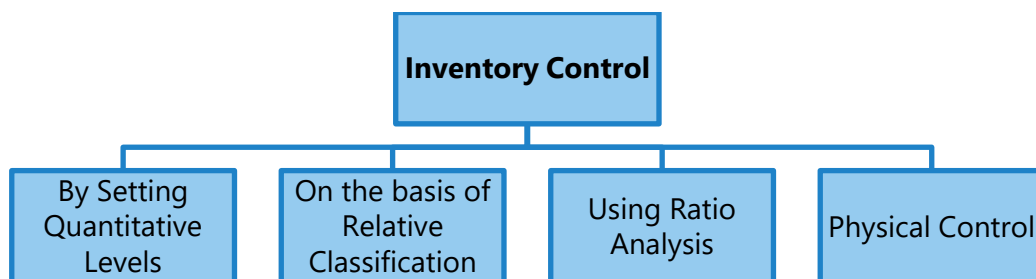 Inventory Control
By Setting
Quantitative
Levels
On the basis of
Relative
Classification
Using Ratio
Analysis
Physical Control